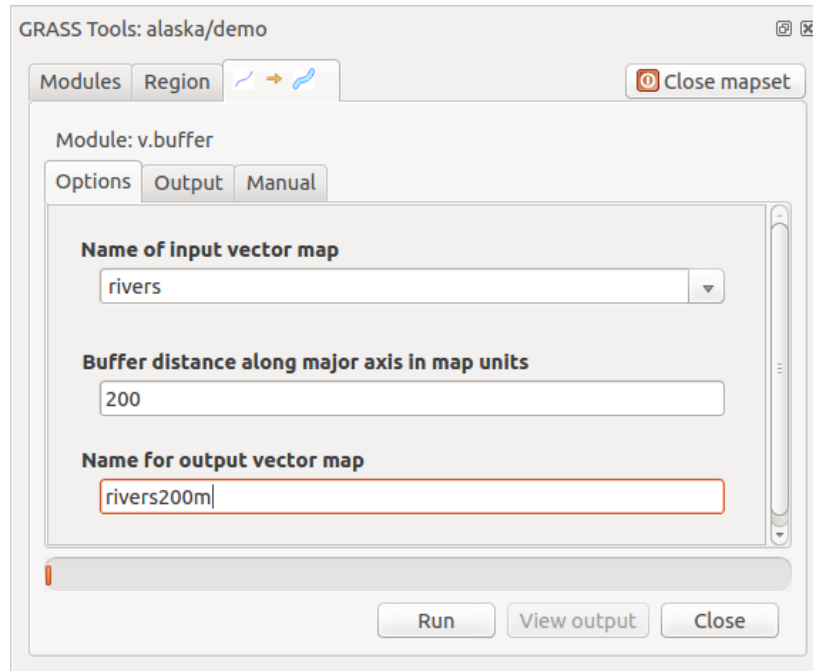 GRASS Tools: alaska/demo
Modules Region Close mapset
Module: v.buffer
Options Output Manual
Name of input vector map
rivers
Buffer distance along major axis in map units
200
Name for output vector map
rivers200m
Run View output Close